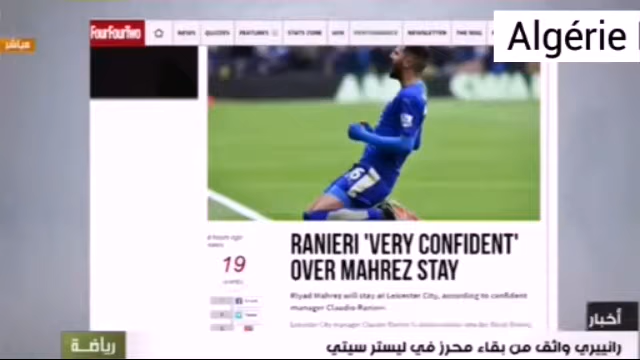 Algérie
مباشر
FourFourTwo
NEWS QUIZZES FEATURES STATS ZONE PERFORMANCE NEWSLETTER THE MAG
19
RANIERI 'VERY CONFIDENT'
OVER MAHREZ STAY
Riyad Mahrez will stay at Leicester City, according to confident
manager Claudio Ranieri
أخبار
رياضة
رانييري واثق من بقاء محرز في ليستر سيتي